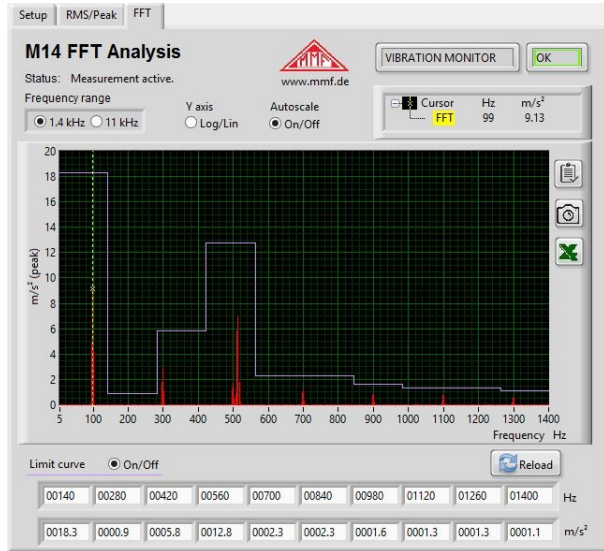 Setup RMS/Peak FFT
M14 FFT Analysis
MMF
VIBRATION MONITOR OK
Status: Measurement active.
www.mmf.de
Frequency range
Y axis Autoscale
1.4 kHz 11 kHz Log/Lin On/Off
Cursor Hz m/s²
FFT 99 9.13
20
18
16
14
12
10
8
6
4
2
0
m/s² (peak)
5 100 200 300 400 500 600 700 800 900 1000 1100 1200 1300 1400
Frequency Hz
Limit curve On/Off Reload
00140 00280 00420 00560 00700 00840 00980 01120 01260 01400 Hz
0018.3 0000.9 0005.8 0012.8 0002.3 0002.3 0001.6 0001.3 0001.3 0001.1 m/s²